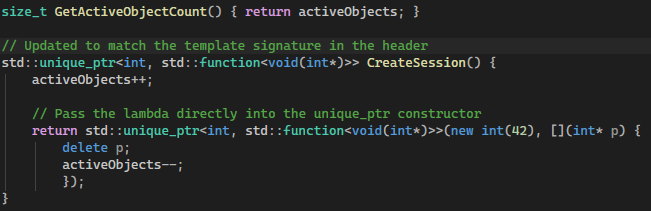 size_t GetActiveObjectCount() { return activeObjects; }
// Updated to match the template signature in the header
std::unique_ptr<int, std::function<void(int*)>> CreateSession() {
activeObjects++;
// Pass the lambda directly into the unique_ptr constructor
return std::unique_ptr<int, std::function<void(int*)>>(new int(42), [](int* p) {
delete p;
activeObjects--;
});
}